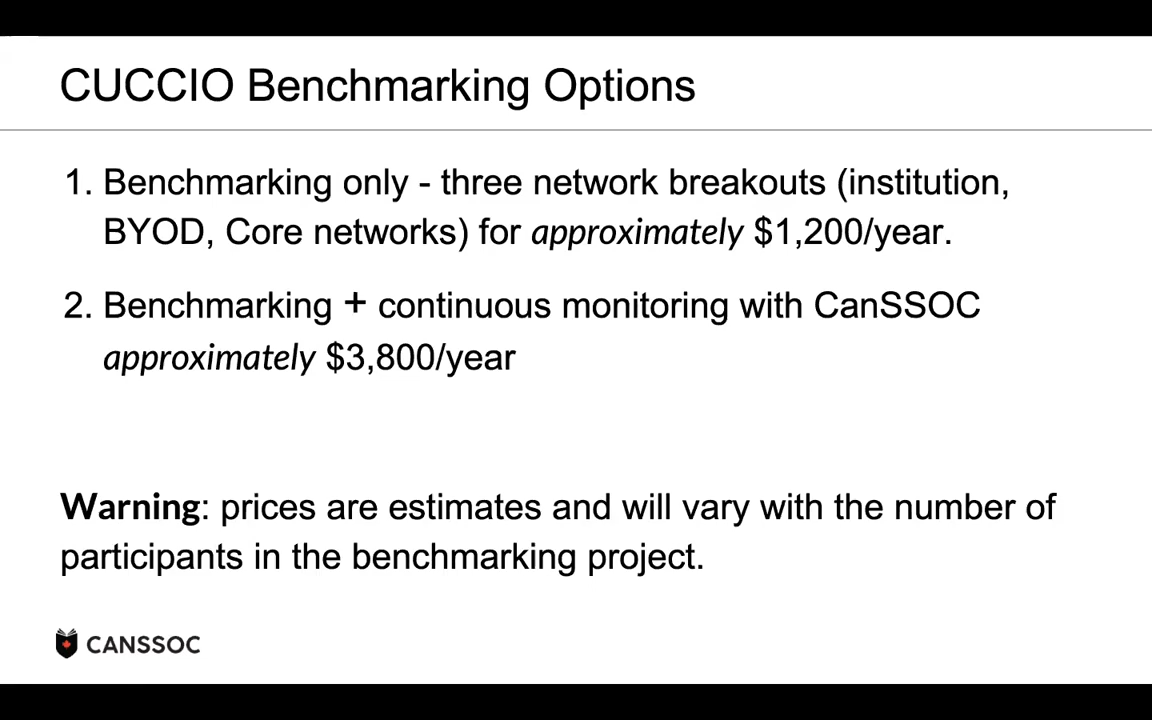 CUCCIO Benchmarking Options
1. Benchmarking only - three network breakouts (institution,
BYOD, Core networks) for approximately $1,200/year.
2. Benchmarking + continuous monitoring with CanSSOC
approximately $3,800/year
Warning: prices are estimates and will vary with the number of
participants in the benchmarking project.
CANSSOC